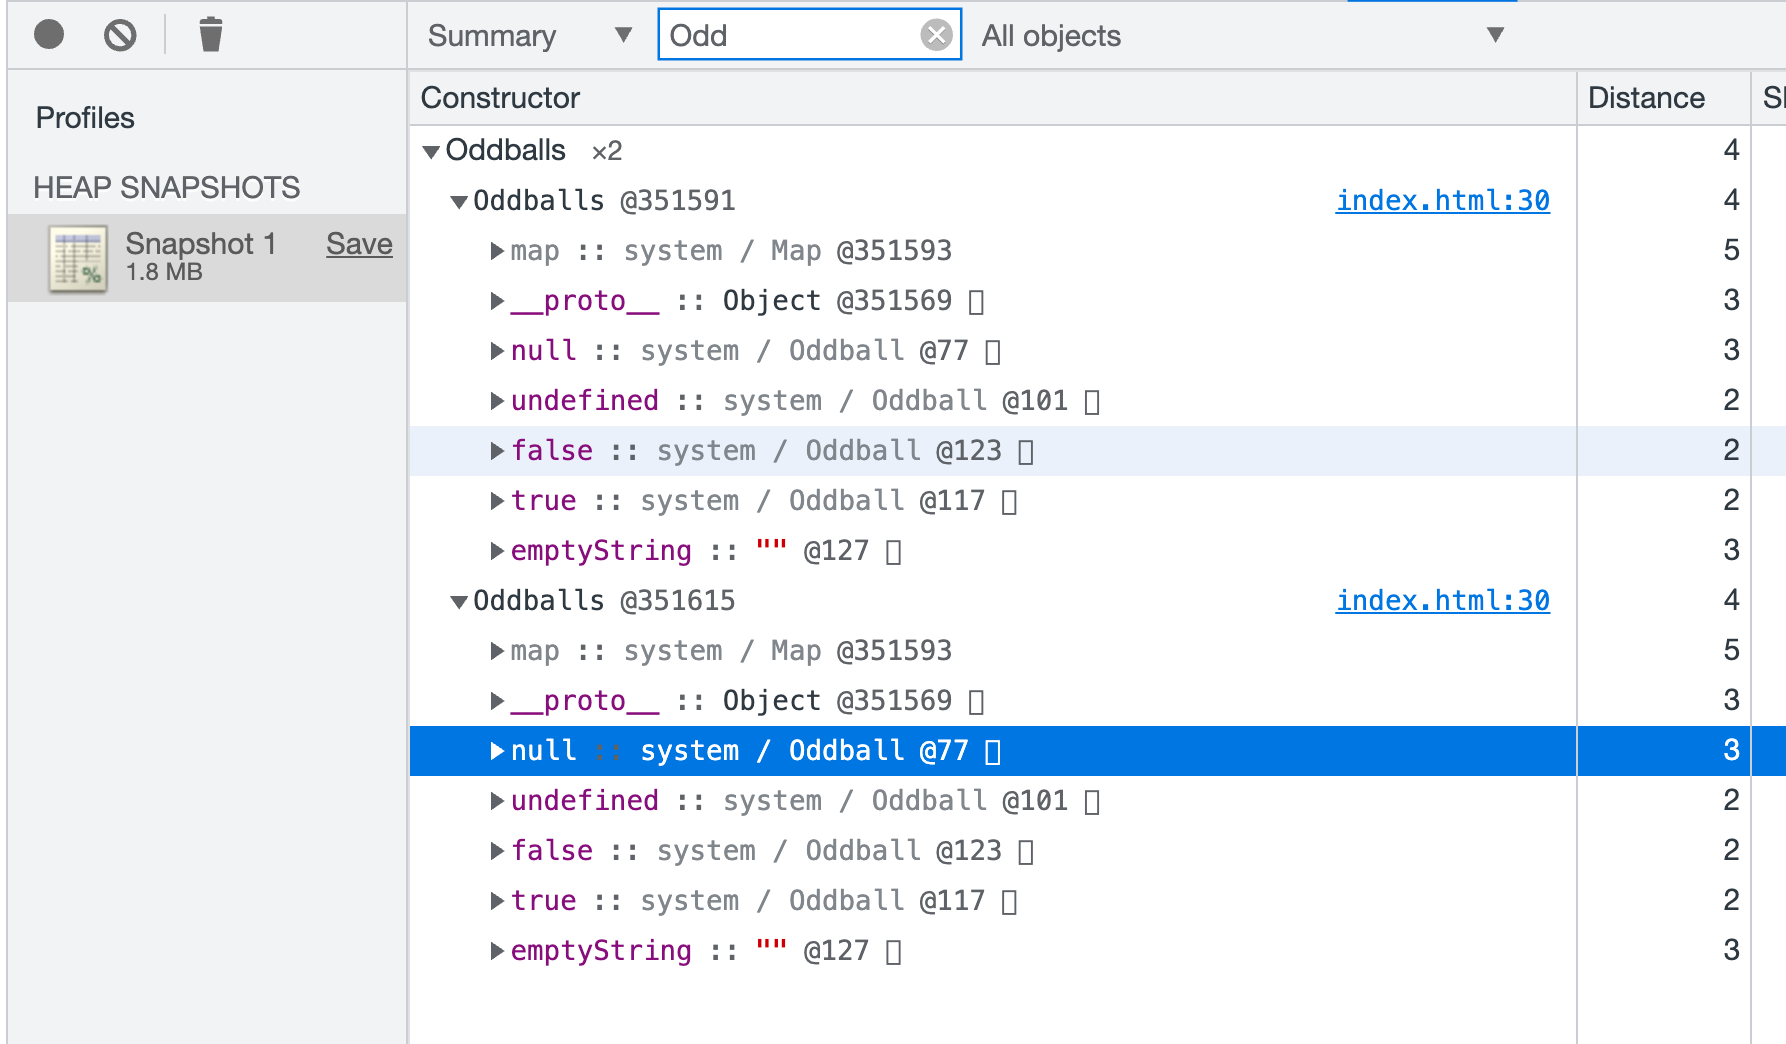 Summary ▼ Odd All objects ▼
Profiles
HEAP SNAPSHOTS
Snapshot 1 Save
1.8 MB
Constructor Distance
▼Oddballs ×2 4
▼Oddballs @351591 index.html:30 4
▶map :: system / Map @351593 5
▶__proto__ :: Object @351569 ▯ 3
▶null :: system / Oddball @77 ▯ 3
▶undefined :: system / Oddball @101 ▯ 2
▶false :: system / Oddball @123 ▯ 2
▶true :: system / Oddball @117 ▯ 2
▶emptyString :: "" @127 ▯ 3
▼Oddballs @351615 index.html:30 4
▶map :: system / Map @351593 5
▶__proto__ :: Object @351569 ▯ 3
▶null :: system / Oddball @77 ▯ 3
▶undefined :: system / Oddball @101 ▯ 2
▶false :: system / Oddball @123 ▯ 2
▶true :: system / Oddball @117 ▯ 2
▶emptyString :: "" @127 ▯ 3